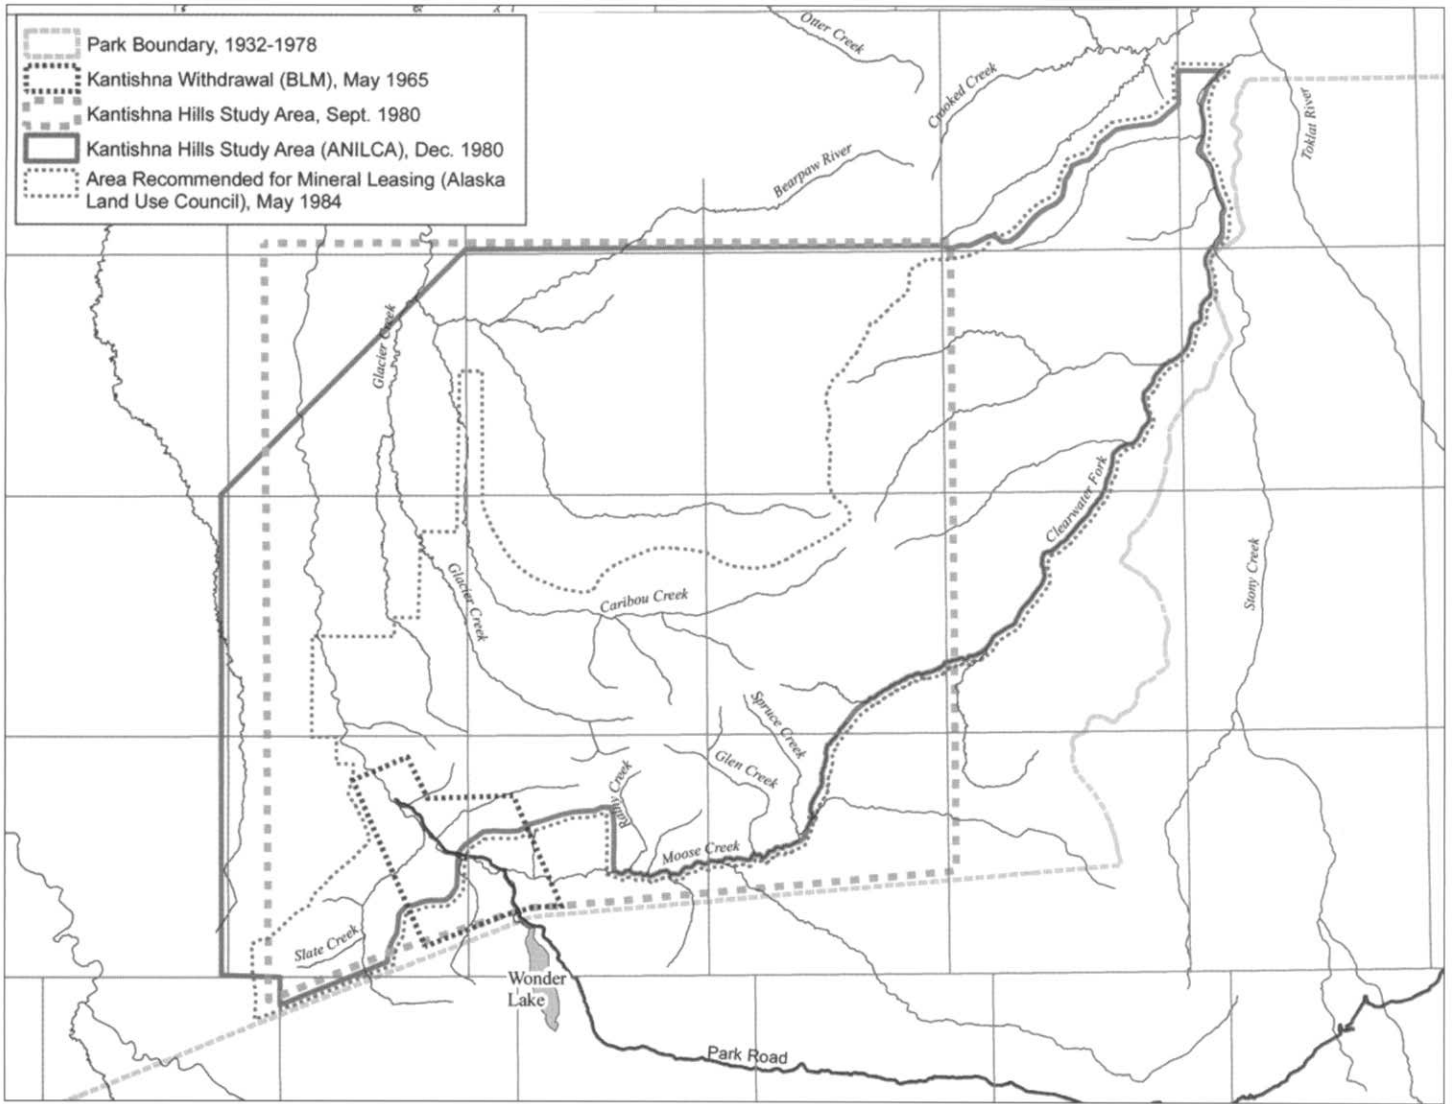 Park Boundary, 1932-1978
Kantishna Withdrawal (BLM), May 1965
Kantishna Hills Study Area, Sept. 1980
Kantishna Hills Study Area (ANILCA), Dec. 1980
Area Recommended for Mineral Leasing (Alaska
Land Use Council), May 1984
Otter Creek
Crooked Creek
Toklat River
Bearpaw River
Glacier Creek
Clearwater Fork
Stony Creek
Glacier Creek
Caribou Creek
Spruce Creek
Glen Creek
Rainy Creek
Moose Creek
Slate Creek
Wonder
Lake
Park Road